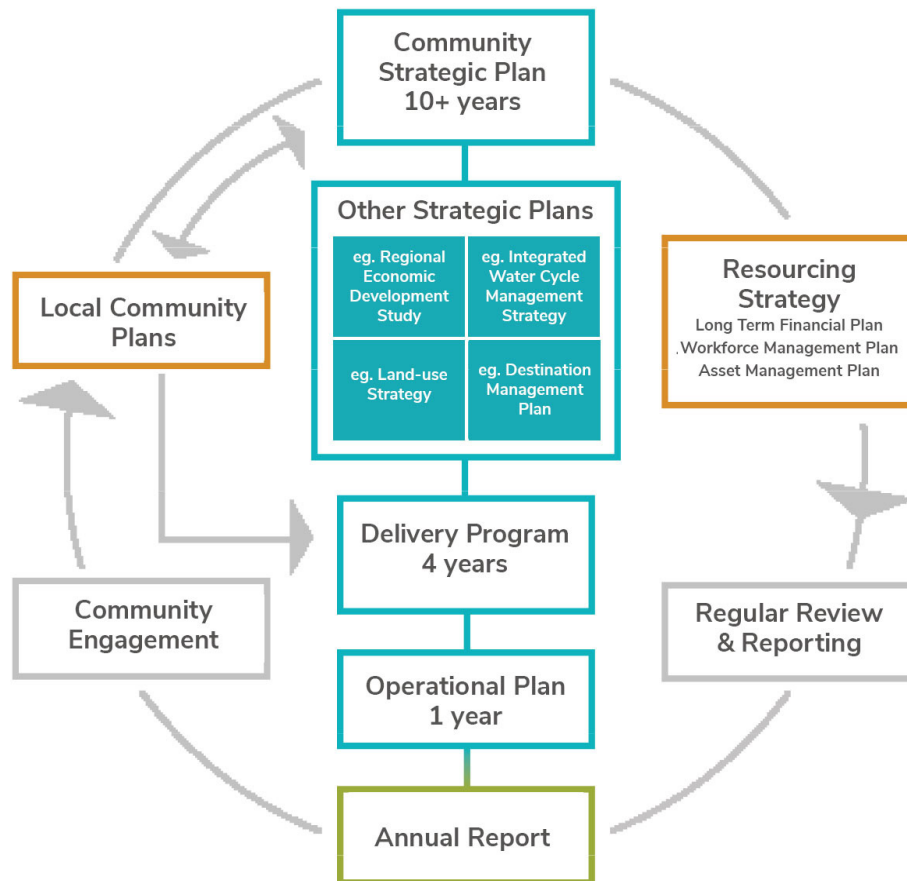 Community
Strategic Plan
10+ years
Other Strategic Plans
eg. Regional
Economic
Development
Study
eg. Integrated
Water Cycle
Management
Strategy
eg. Land-use
Strategy
eg. Destination
Management
Plan
Local Community
Plans
Resourcing
Strategy
Long Term Financial Plan
.Workforce Management Plan
Asset Management Plan
Delivery Program
4 years
Community
Engagement
Regular Review
& Reporting
Operational Plan
1 year
Annual Report